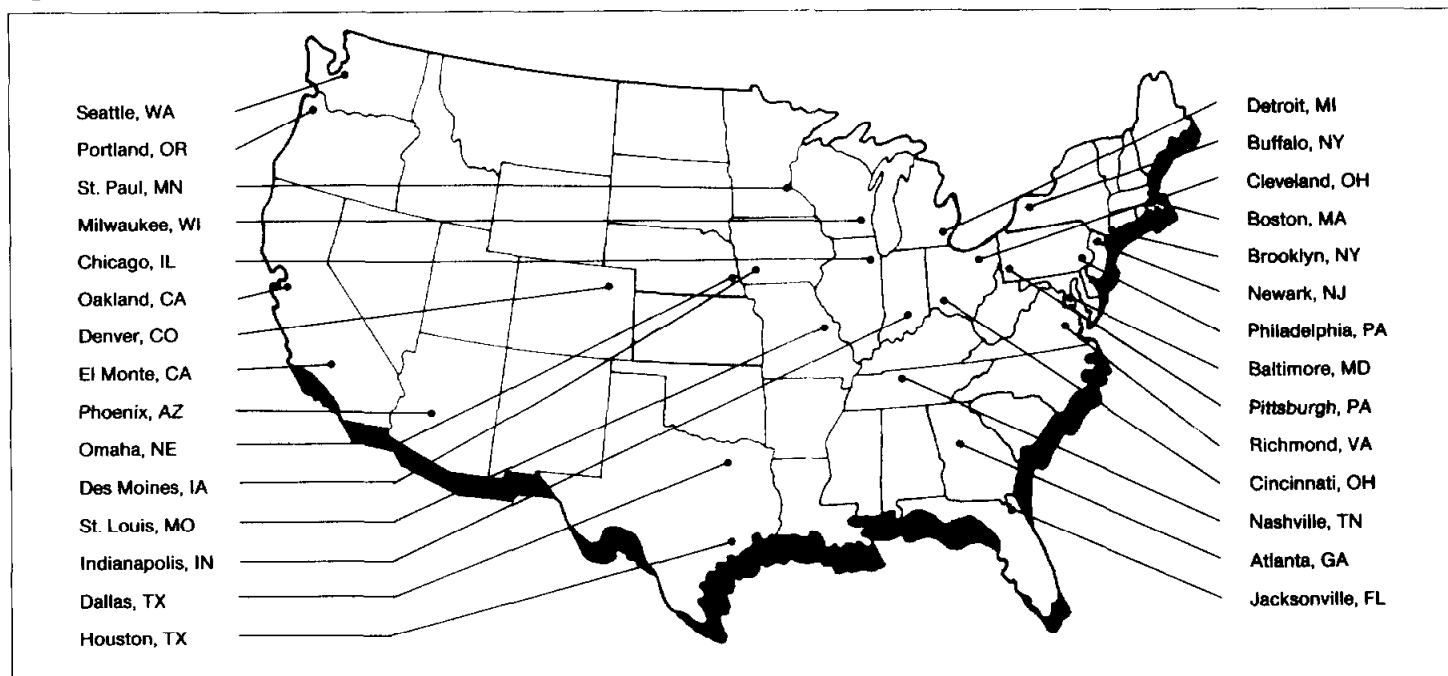 Seattle, WA
Portland, OR
St. Paul, MN
Milwaukee, WI
Chicago, IL
Oakland, CA
Denver, CO
El Monte, CA
Phoenix, AZ
Omaha, NE
Des Moines, IA
St. Louis, MO
Indianapolis, IN
Dallas, TX
Houston, TX
Detroit, MI
Buffalo, NY
Cleveland, OH
Boston, MA
Brooklyn, NY
Newark, NJ
Philadelphia, PA
Baltimore, MD
Pittsburgh, PA
Richmond, VA
Cincinnati, OH
Nashville, TN
Atlanta, GA
Jacksonville, FL